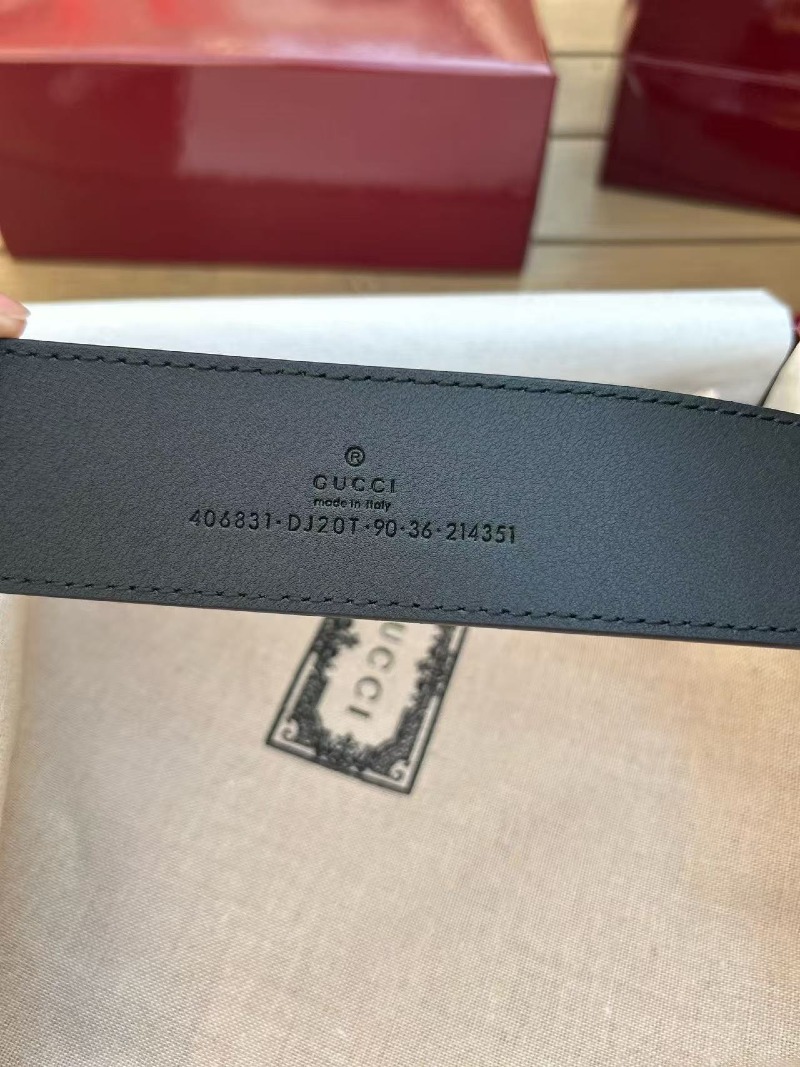 ®
GUCCI
made in italy
406831·DJ20T·90·36·214351
GUCCI